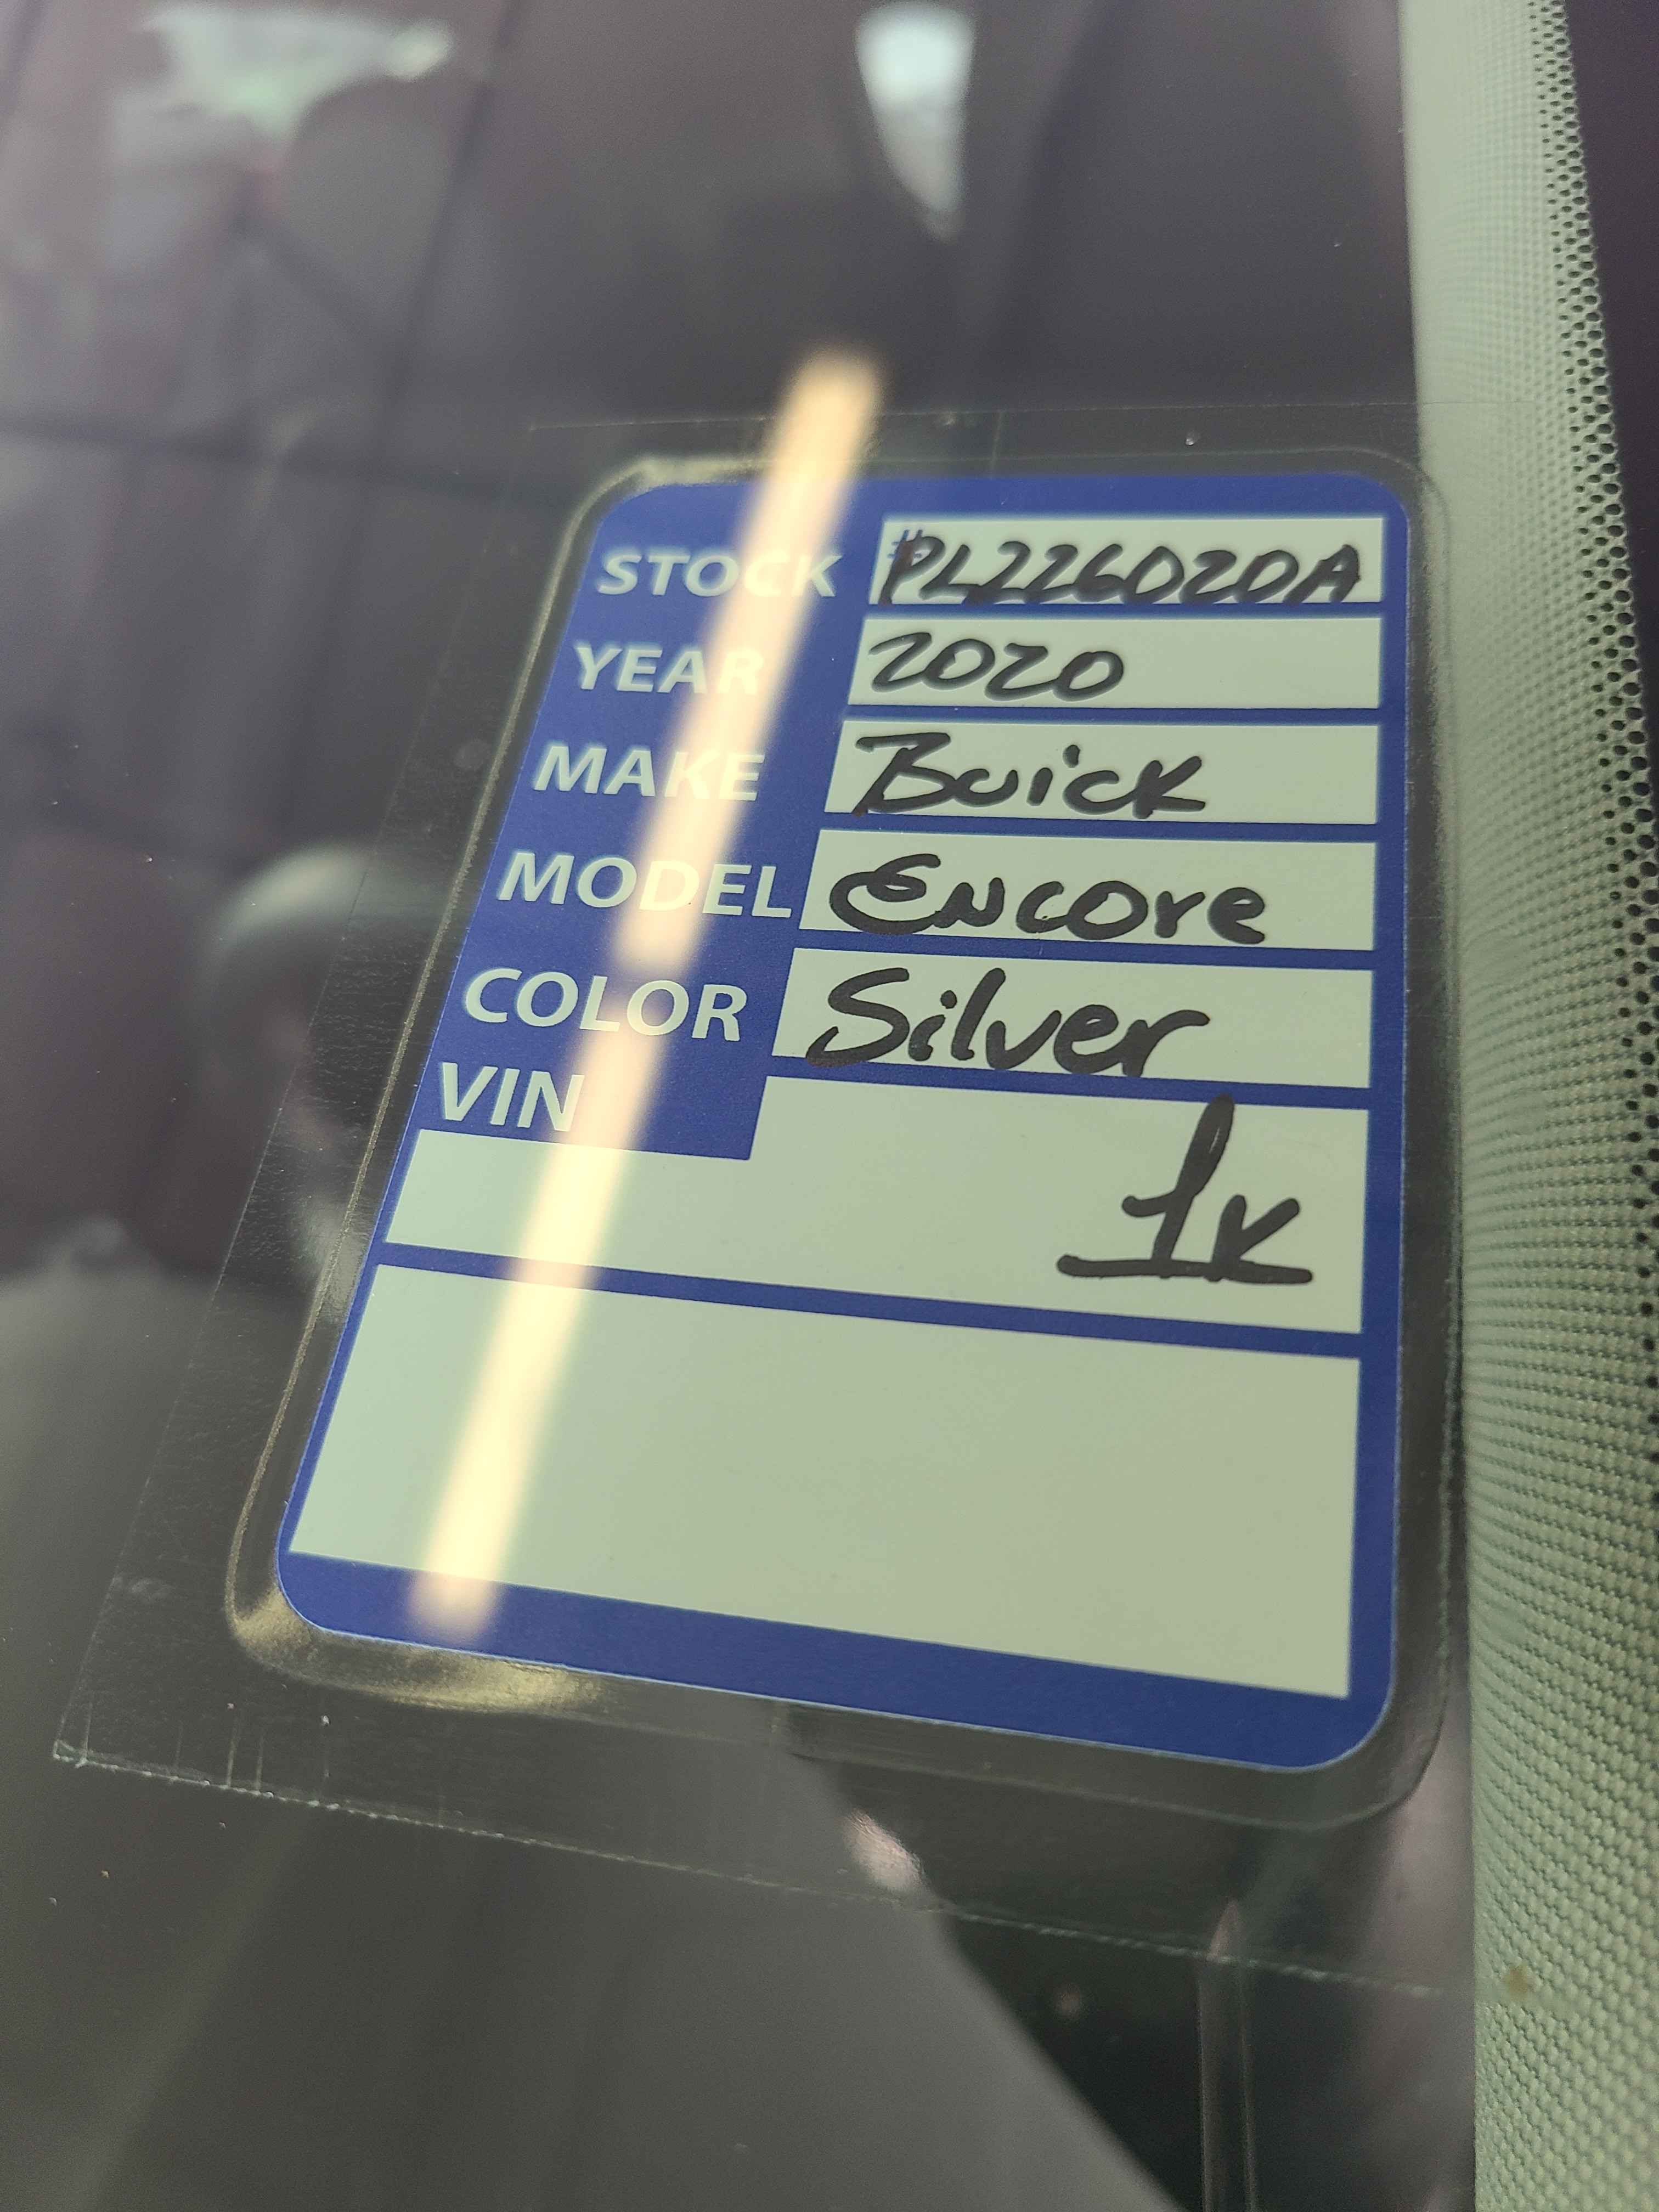 STOCK #PL226020A
YEAR 2020
MAKE Buick
MODEL Encore
COLOR Silver
VIN
1k